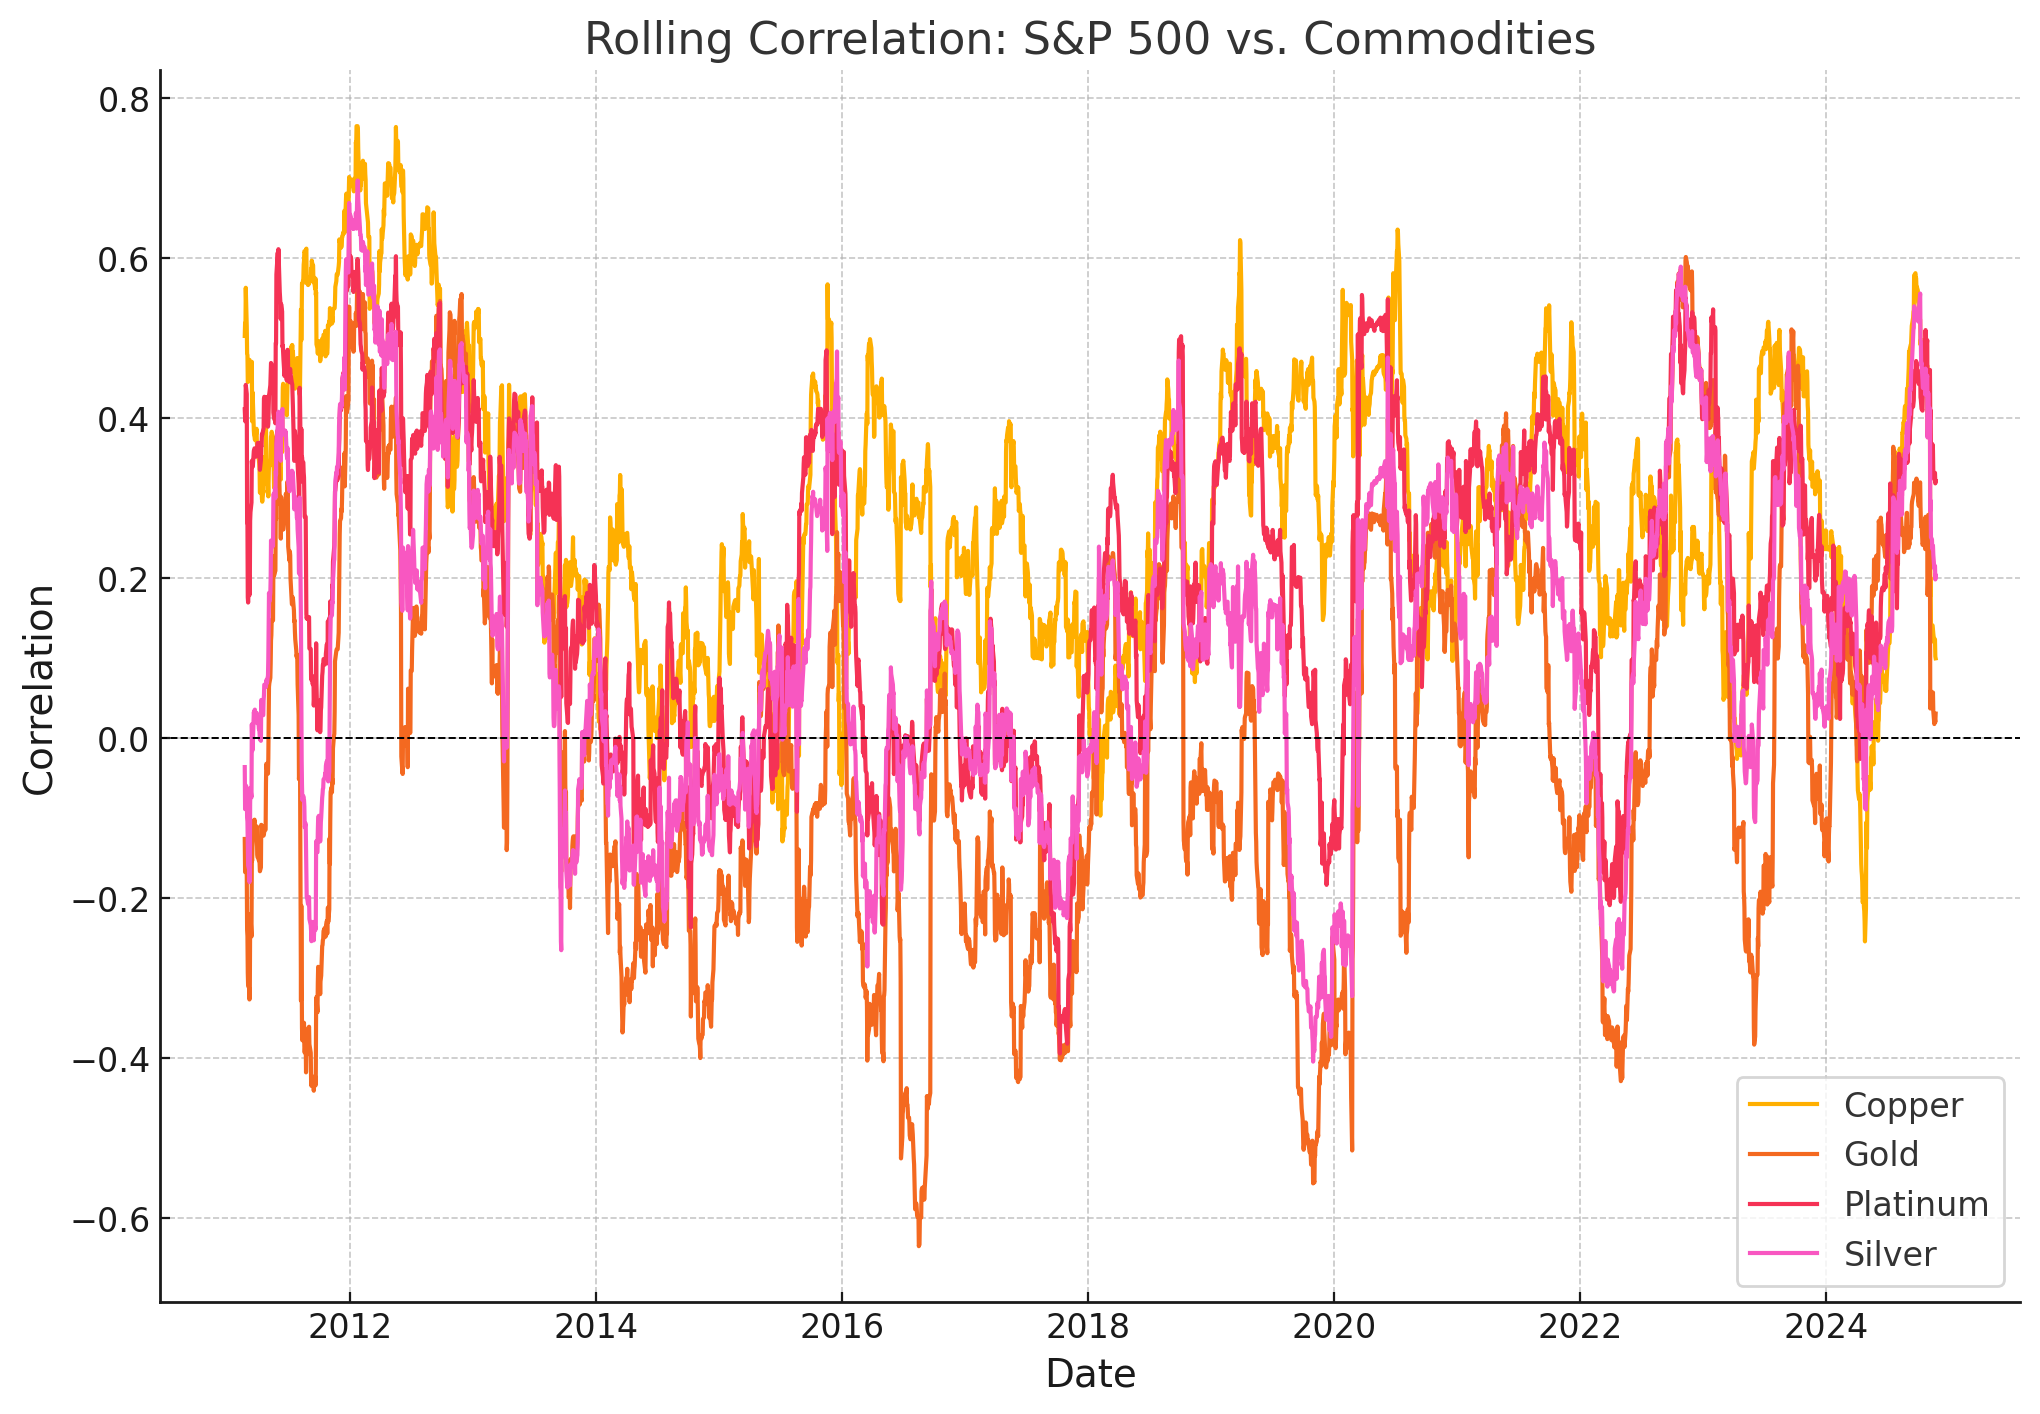 Rolling Correlation: S&P 500 vs. Commodities
Correlation
0.8
0.6
0.4
0.2
0.0
−0.2
−0.4
−0.6
2012 2014 2016 2018 2020 2022 2024
Date
Copper
Gold
Platinum
Silver